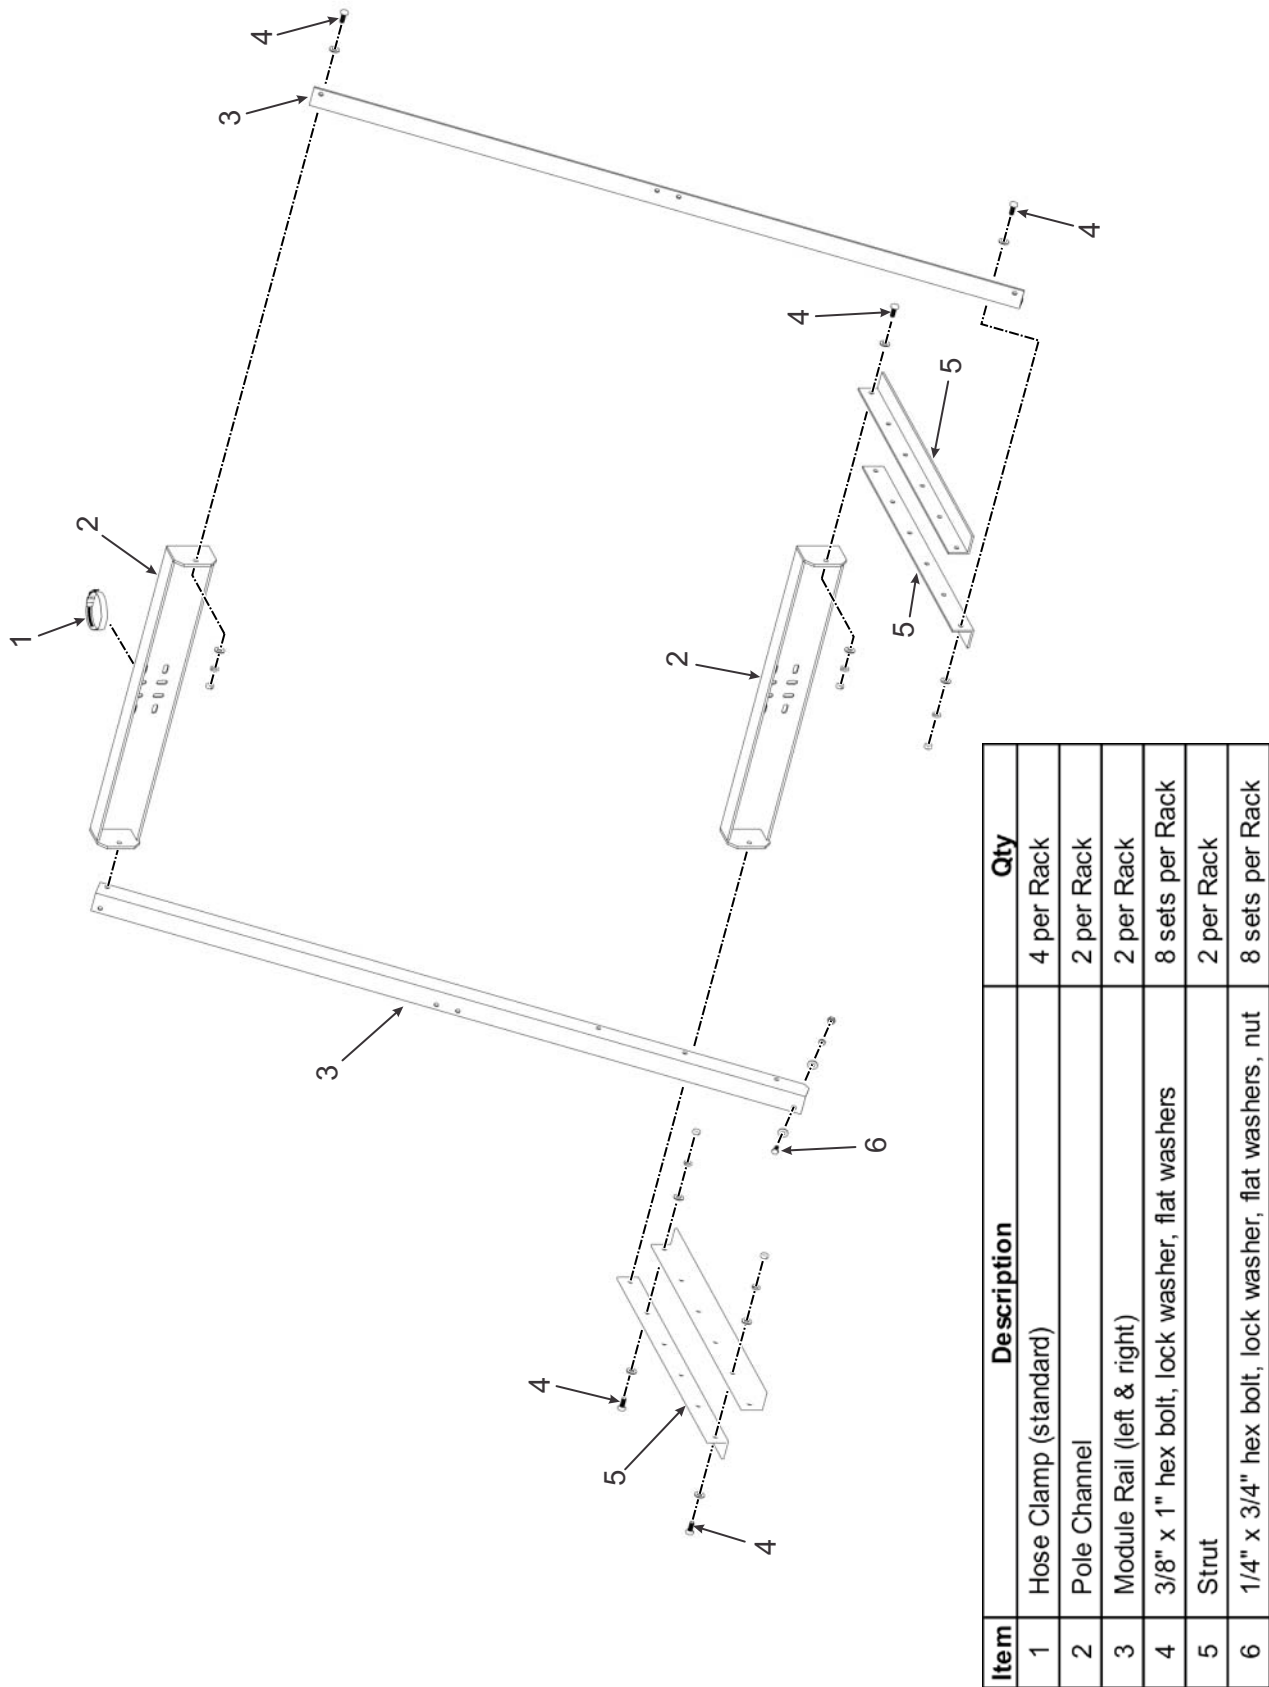 4
3
4
4
5
5
2
1
2
3
6
4
5
4
Item Description Qty
1 Hose Clamp (standard) 4 per Rack
2 Pole Channel 2 per Rack
3 Module Rail (left & right) 2 per Rack
4 3/8" x 1" hex bolt, lock washer, flat washers 8 sets per Rack
5 Strut 2 per Rack
6 1/4" x 3/4" hex bolt, lock washer, flat washers, nut 8 sets per Rack